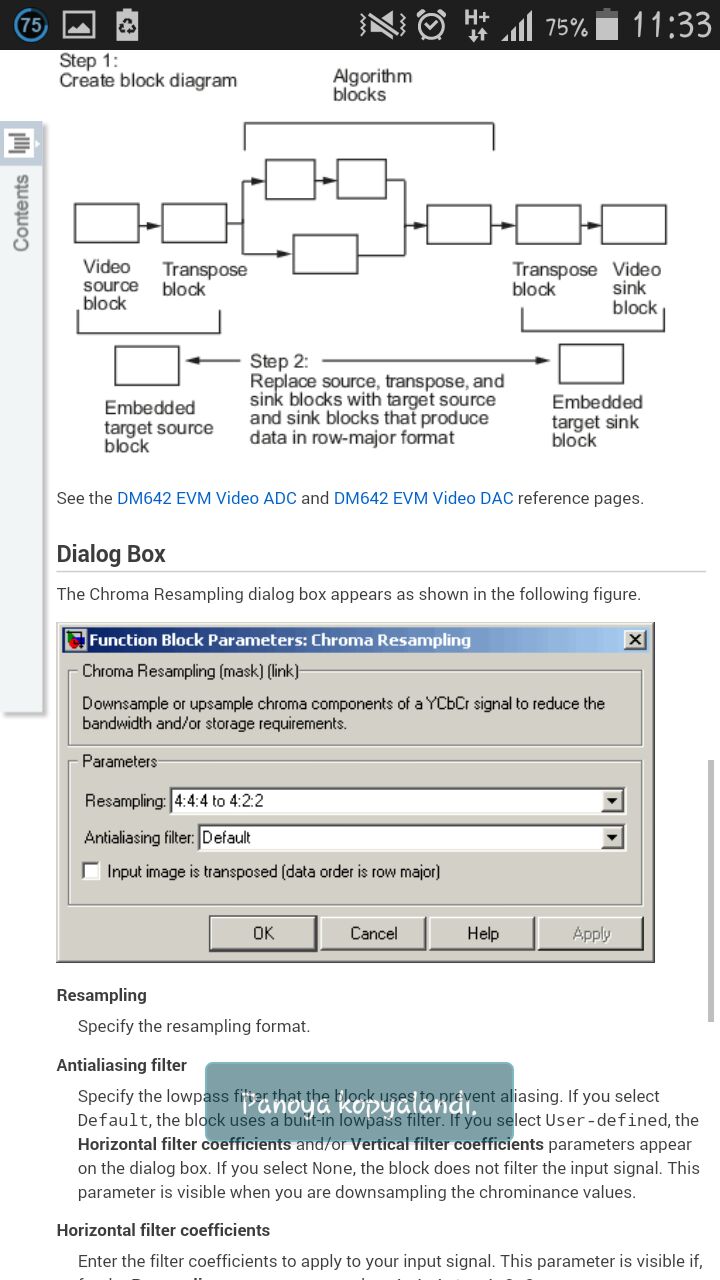 75
75%
11:33
H+
Step 1:
Create block diagram
Algorithm
blocks
Contents
Video
source
block
Transpose
block
Transpose
block
Video
sink
block
Step 2:
Replace source, transpose, and
sink blocks with target source
and sink blocks that produce
data in row-major format
Embedded
target source
block
Embedded
target sink
block
See the DM642 EVM Video ADC and DM642 EVM Video DAC reference pages.
Dialog Box
The Chroma Resampling dialog box appears as shown in the following figure.
Function Block Parameters: Chroma Resampling
Chroma Resampling (mask) (link)
Downsample or upsample chroma components of a YCbCr signal to reduce the
bandwidth and/or storage requirements.
Parameters
Resampling: 4:4:4 to 4:2:2
Antialiasing filter: Default
Input image is transposed (data order is row major)
OK Cancel Help Apply
Resampling
Specify the resampling format.
Antialiasing filter
Specify the lowpass filter that the block uses to prevent aliasing. If you select
Panoya kopyalandı.
Default, the block uses a built-in lowpass filter. If you select User-defined, the
Horizontal filter coefficients and/or Vertical filter coefficients parameters appear
on the dialog box. If you select None, the block does not filter the input signal. This
parameter is visible when you are downsampling the chrominance values.
Horizontal filter coefficients
Enter the filter coefficients to apply to your input signal. This parameter is visible if,